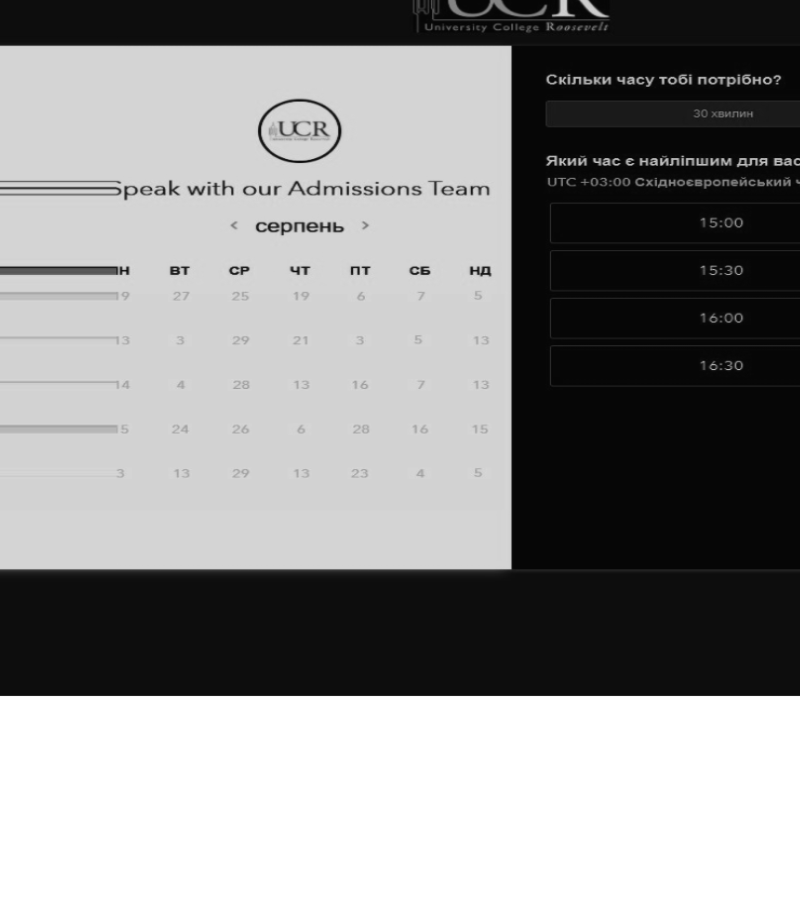 UCR
University College Roosevelt
UCR
Speak with our Admissions Team
< серпень >
Н ВТ СР ЧТ ПТ СБ НД
9 27 25 19 6 7 5
13 3 29 21 3 5 13
14 4 28 13 16 7 13
5 24 26 6 28 16 15
3 13 29 13 23 4 5
Скільки часу тобі потрібно?
30 хвилин
Який час є найліпшим для вас
UTC +03:00 Східноєвропейський ч
15:00
15:30
16:00
16:30